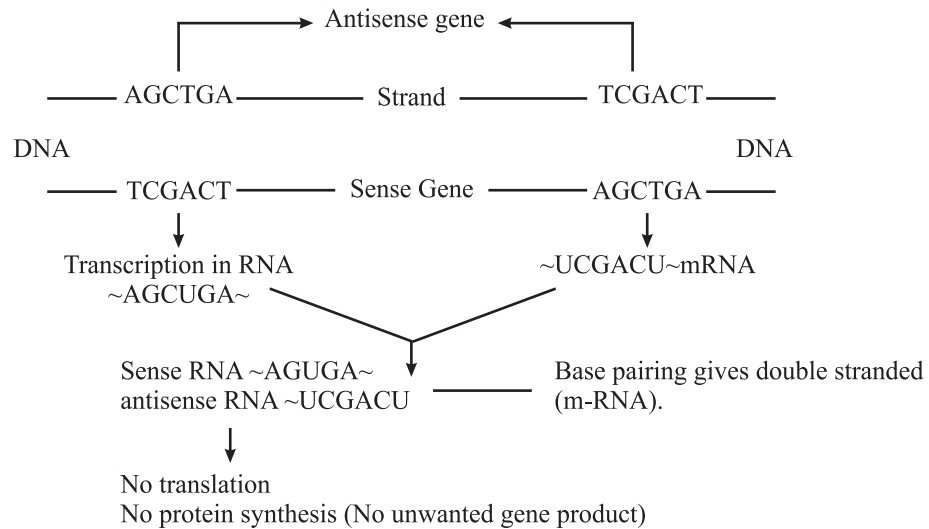 Antisense gene
AGCTGA Strand TCGACT
DNA DNA
TCGACT Sense Gene AGCTGA
Transcription in RNA ~UCGACU~mRNA
~AGCUGA~
Sense RNA ~AGUGA~ Base pairing gives double stranded
antisense RNA ~UCGACU (m-RNA).
No translation
No protein synthesis (No unwanted gene product)